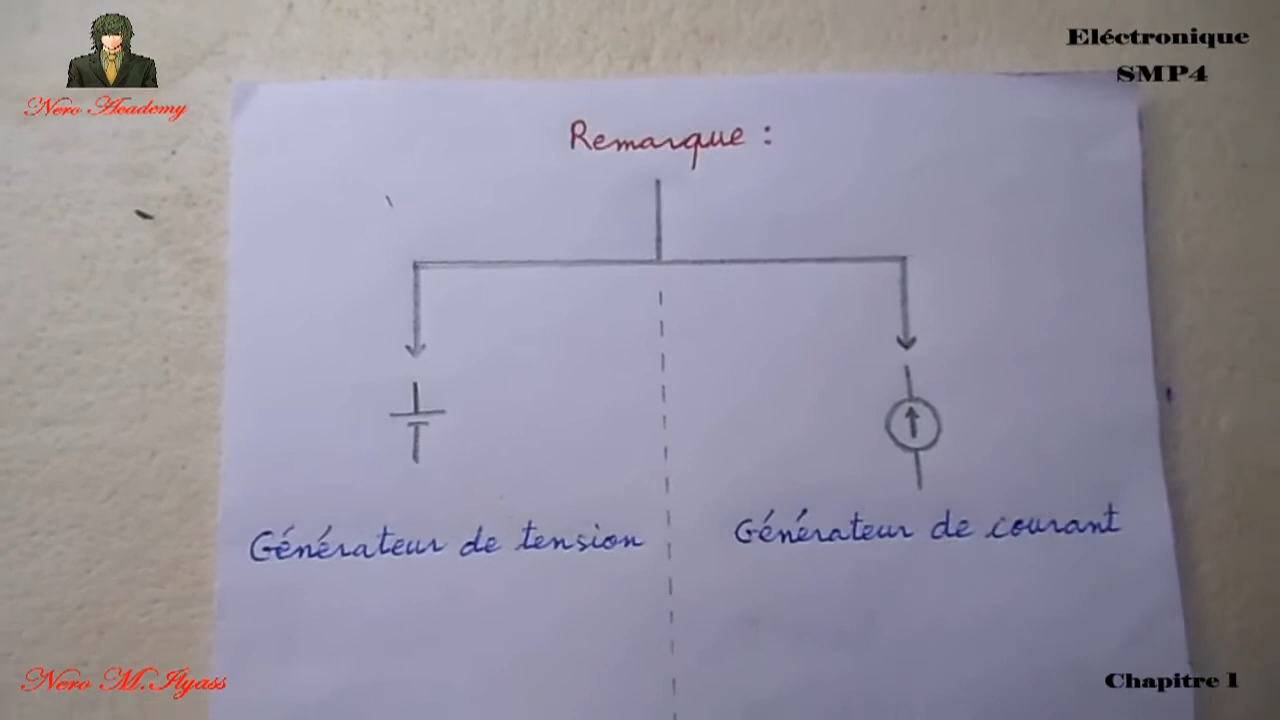 Nero Academy
Eléctronique
SMP4
Remarque :
Générateur de tension
Générateur de courant
Nero M.Ilyass
Chapitre 1